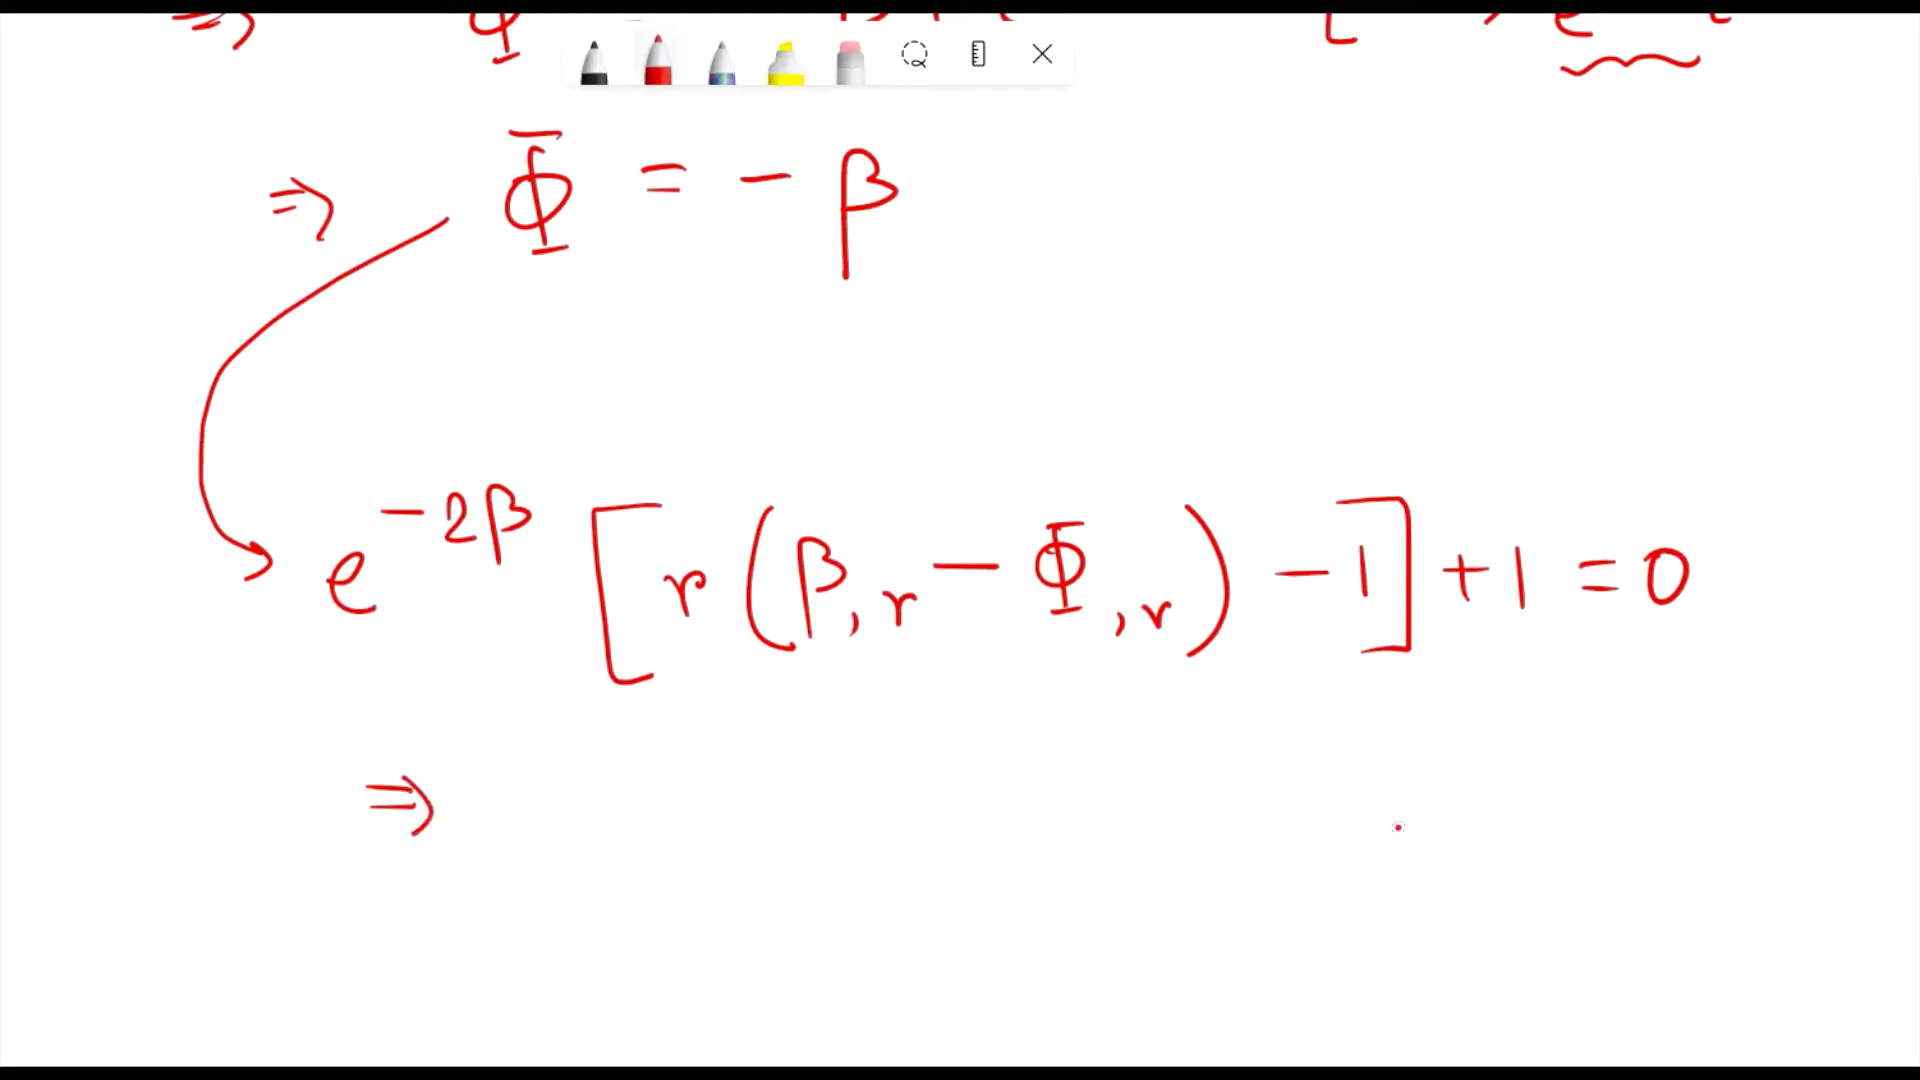 ⇒ Φ = - β
e^{-2β} [ r ( β,r - Φ,r ) - 1 ] + 1 = 0
⇒